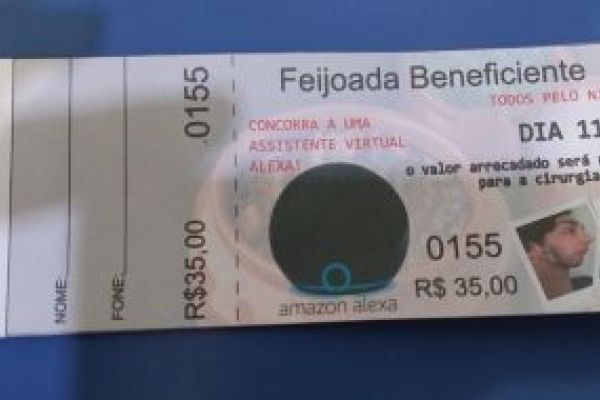 NOME:
FONE:
R$35,00
0155
Feijoada Beneficiente
TODOS PELO
CONCORRA A UMA
ASSISTENTE VIRTUAL
ALEXA!
DIA 11
o valor arrecadado será
para a cirurgia
0155
R$ 35,00
amazon alexa